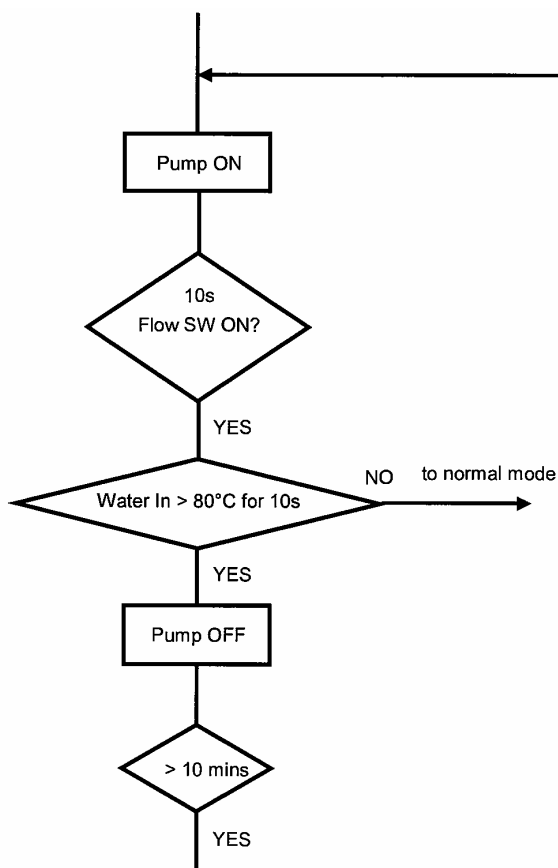 Pump ON
10s
Flow SW ON?
YES
Water In > 80°C for 10s
NO
to normal mode
YES
Pump OFF
> 10 mins
YES